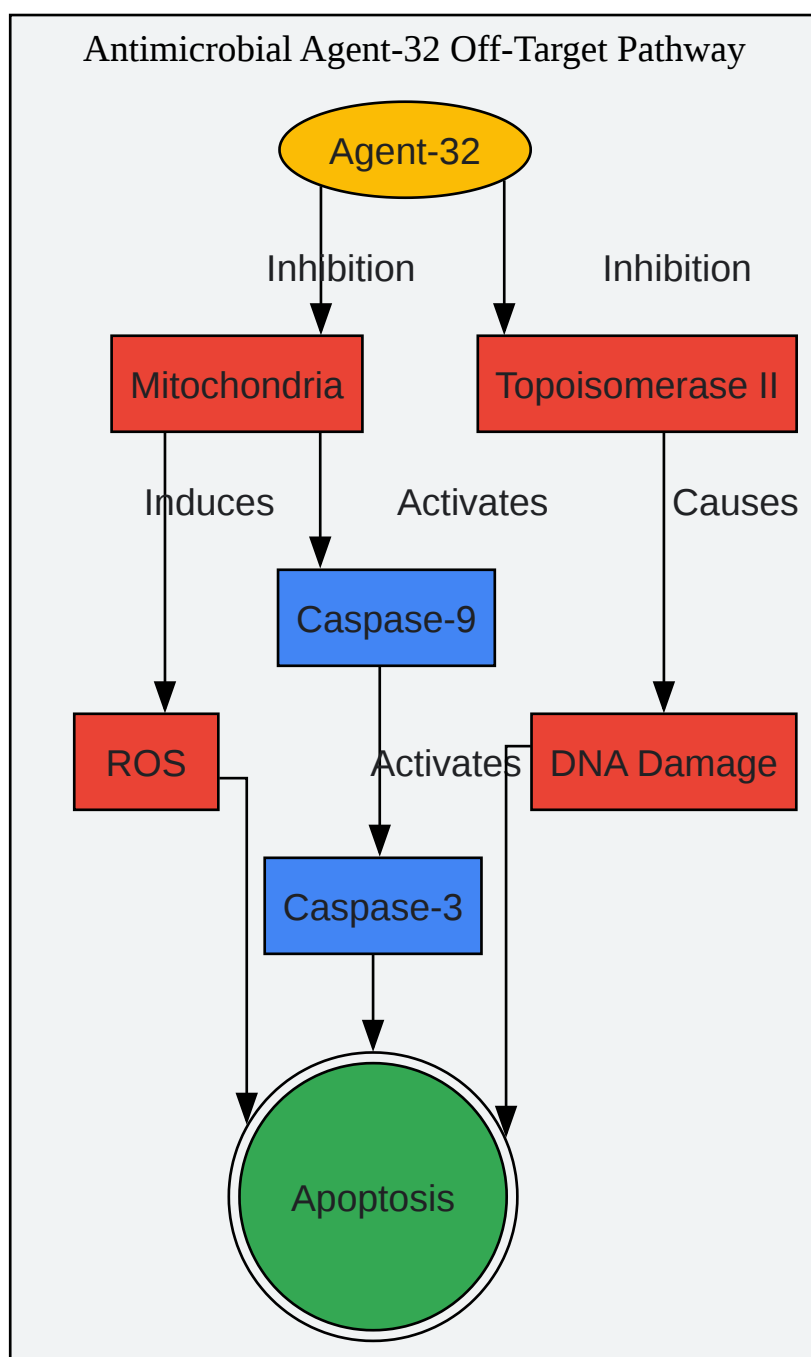 Antimicrobial Agent-32 Off-Target Pathway
Agent-32
Inhibition
Inhibition
Mitochondria
Topoisomerase II
Induces
Activates
Causes
Caspase-9
ROS
Activates
DNA Damage
Caspase-3
Apoptosis